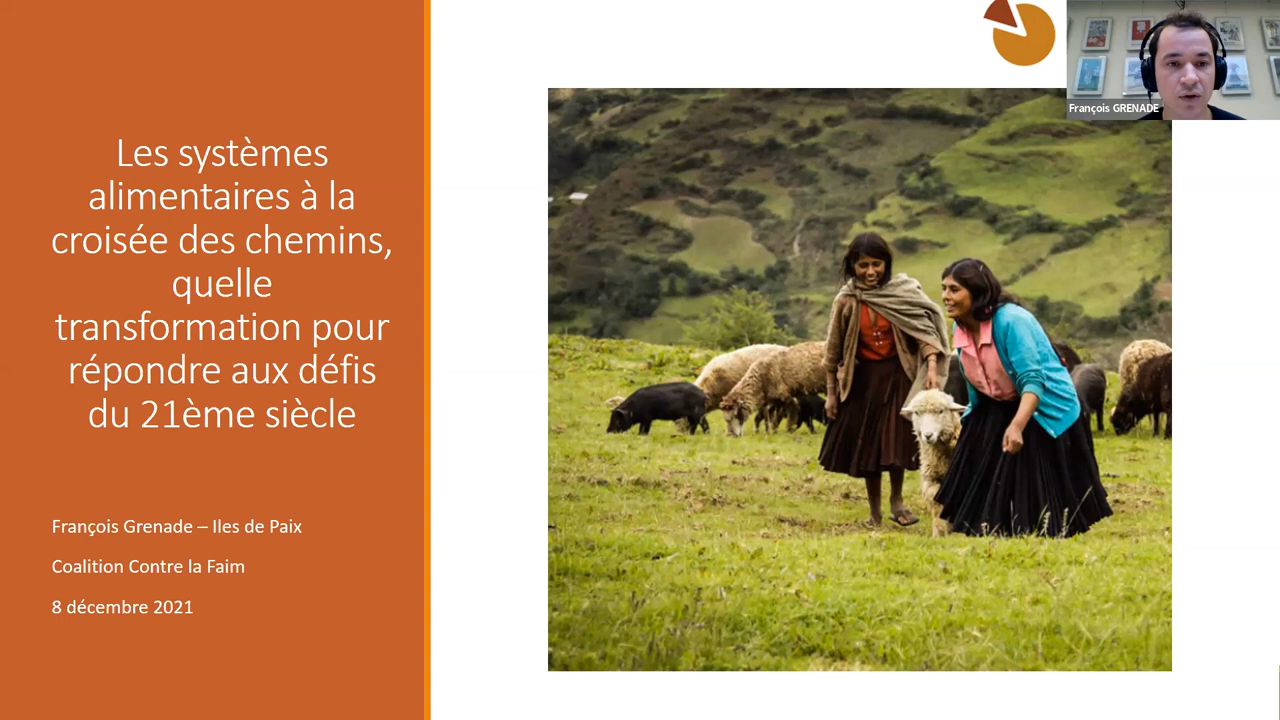 Les systèmes
alimentaires à la
croisée des chemins,
quelle
transformation pour
répondre aux défis
du 21ème siècle
François Grenade – Iles de Paix
Coalition Contre la Faim
8 décembre 2021
François GRENADE